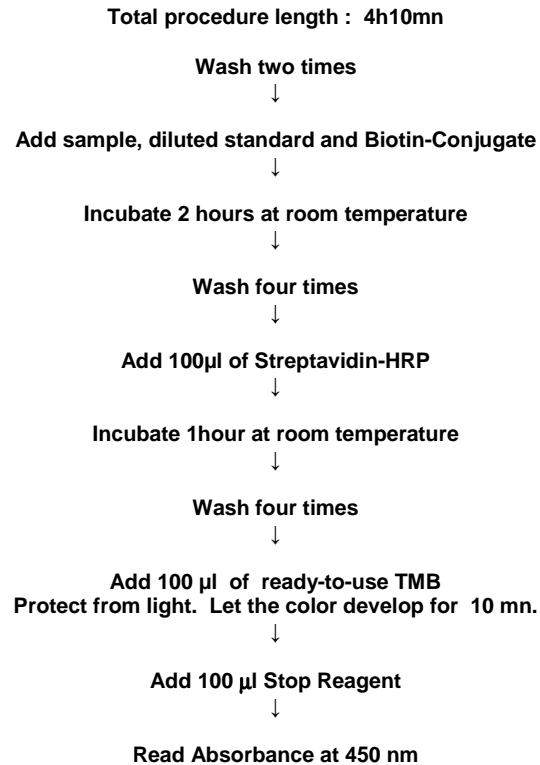 Total procedure length : 4h10mn
Wash two times
↓
Add sample, diluted standard and Biotin-Conjugate
↓
Incubate 2 hours at room temperature
↓
Wash four times
↓
Add 100µl of Streptavidin-HRP
↓
Incubate 1hour at room temperature
↓
Wash four times
↓
Add 100 µl of ready-to-use TMB
Protect from light. Let the color develop for 10 mn.
↓
Add 100 µl Stop Reagent
↓
Read Absorbance at 450 nm